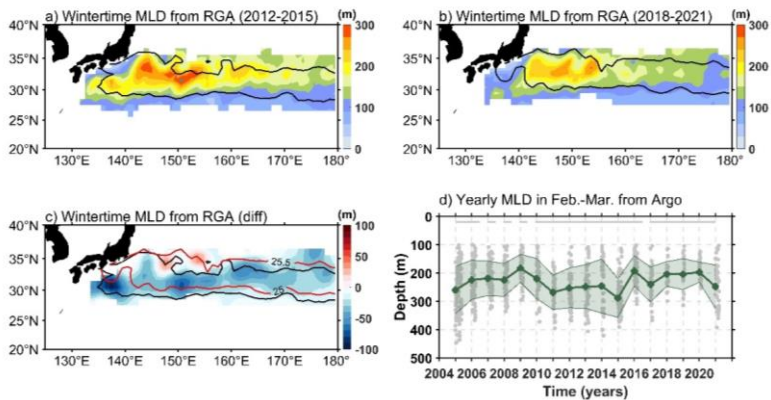 a) Wintertime MLD from RGA (2012-2015) (m)
40°N
35°N
30°N
25°N
20°N
300
200
100
0
130°E 140°E 150°E 160°E 170°E 180°
b) Wintertime MLD from RGA (2018-2021) (m)
40°N
35°N
30°N
25°N
20°N
300
200
100
0
130°E 140°E 150°E 160°E 170°E 180°
c) Wintertime MLD from RGA (diff) (m)
40°N
35°N
30°N
25°N
20°N
25.5
25
100
50
0
-50
-100
130°E 140°E 150°E 160°E 170°E 180°
d) Yearly MLD in Feb.-Mar. from Argo
0
100
200
300
400
500
Depth (m)
2004 2006 2008 2010 2012 2014 2016 2018 2020
Time (years)